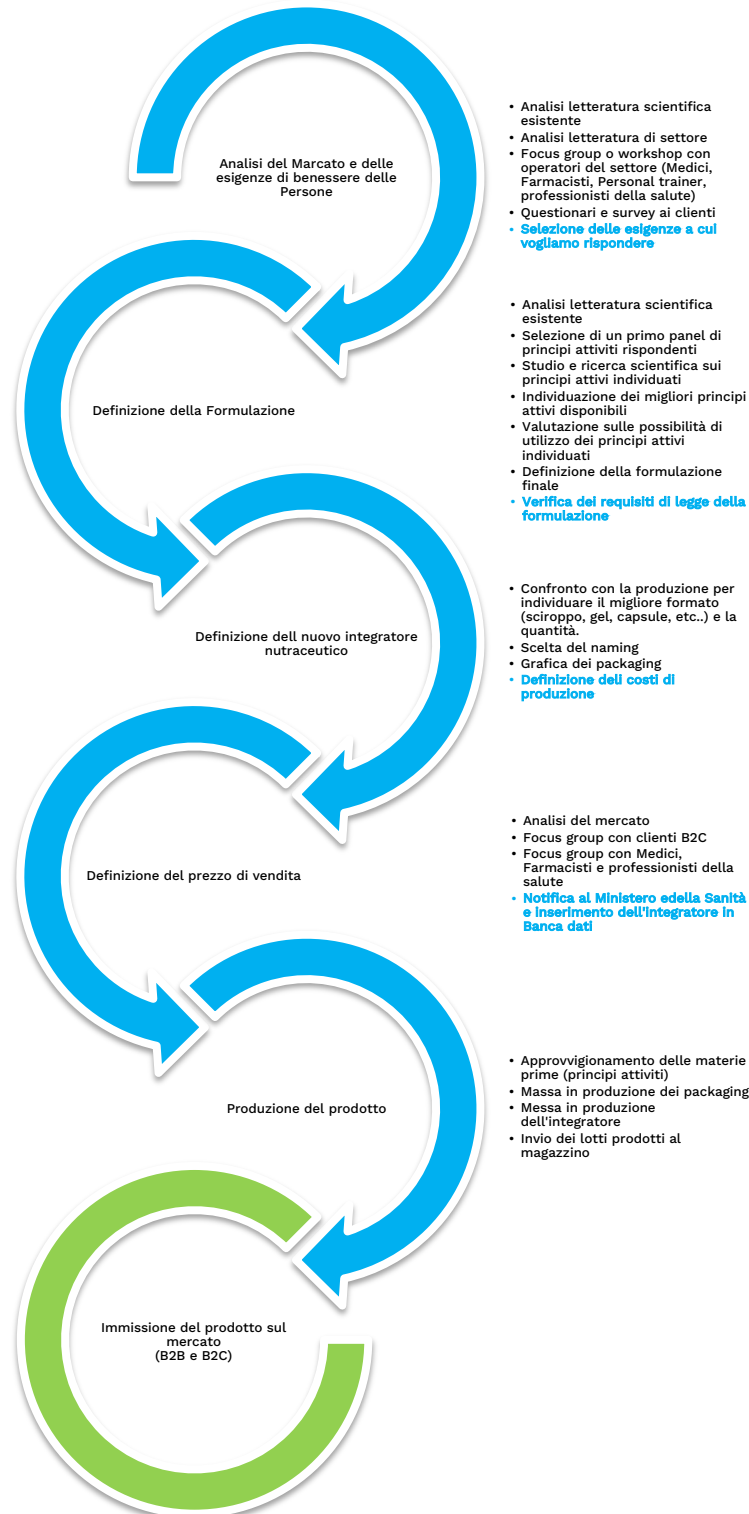 Analisi del Marcato e delle
esigenze di benessere delle
Persone
• Analisi letteratura scientifica
esistente
• Analisi letteratura di settore
• Focus group o workshop con
operatori del settore (Medici,
Farmacisti, Personal trainer,
professionisti della salute)
• Questionari e survey ai clienti
• Selezione delle esigenze a cui
vogliamo rispondere
Definizione della Formulazione
• Analisi letteratura scientifica
esistente
• Selezione di un primo panel di
principi attiviti rispondenti
• Studio e ricerca scientifica sui
principi attivi individuati
• Individuazione dei migliori principi
attivi disponibili
• Valutazione sulle possibilità di
utilizzo dei principi attivi
individuati
• Definizione della formulazione
finale
• Verifica dei requisiti di legge della
formulazione
Definizione dell nuovo integratore
nutraceutico
• Confronto con la produzione per
individuare il migliore formato
(sciroppo, gel, capsule, etc..) e la
quantità.
• Scelta del naming
• Grafica dei packaging
• Definizione deli costi di
produzione
Definizione del prezzo di vendita
• Analisi del mercato
• Focus group con clienti B2C
• Focus group con Medici,
Farmacisti e professionisti della
salute
• Notifica al Ministero edella Sanità
e inserimento dell'integratore in
Banca dati
Produzione del prodotto
• Approvvigionamento delle materie
prime (principi attiviti)
• Massa in produzione dei packaging
• Messa in produzione
dell'integratore
• Invio dei lotti prodotti al
magazzino
Immissione del prodotto sul
mercato
(B2B e B2C)